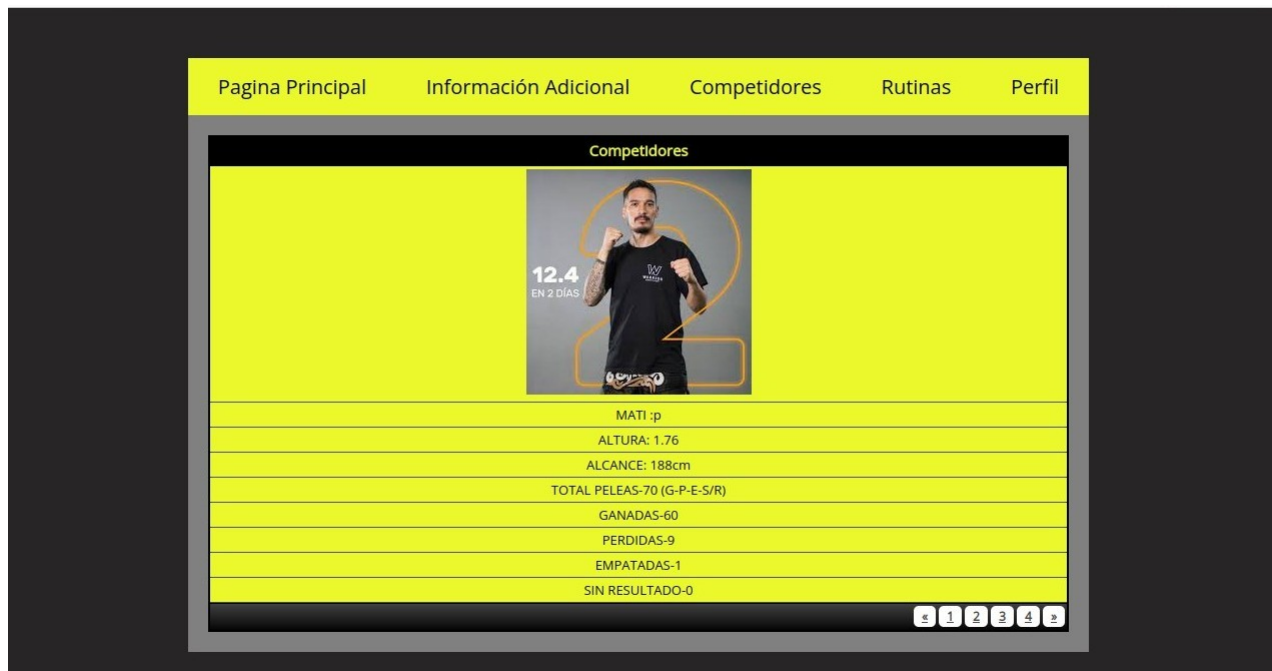 Pagina Principal Información Adicional Competidores Rutinas Perfil
Competidores
12.4
EN 2 DÍAS
2
W
MATI :p
ALTURA: 1.76
ALCANCE: 188cm
TOTAL PELEAS-70 (G-P-E-S/R)
GANADAS-60
PERDIDAS-9
EMPATADAS-1
SIN RESULTADO-0
« 1 2 3 4 »